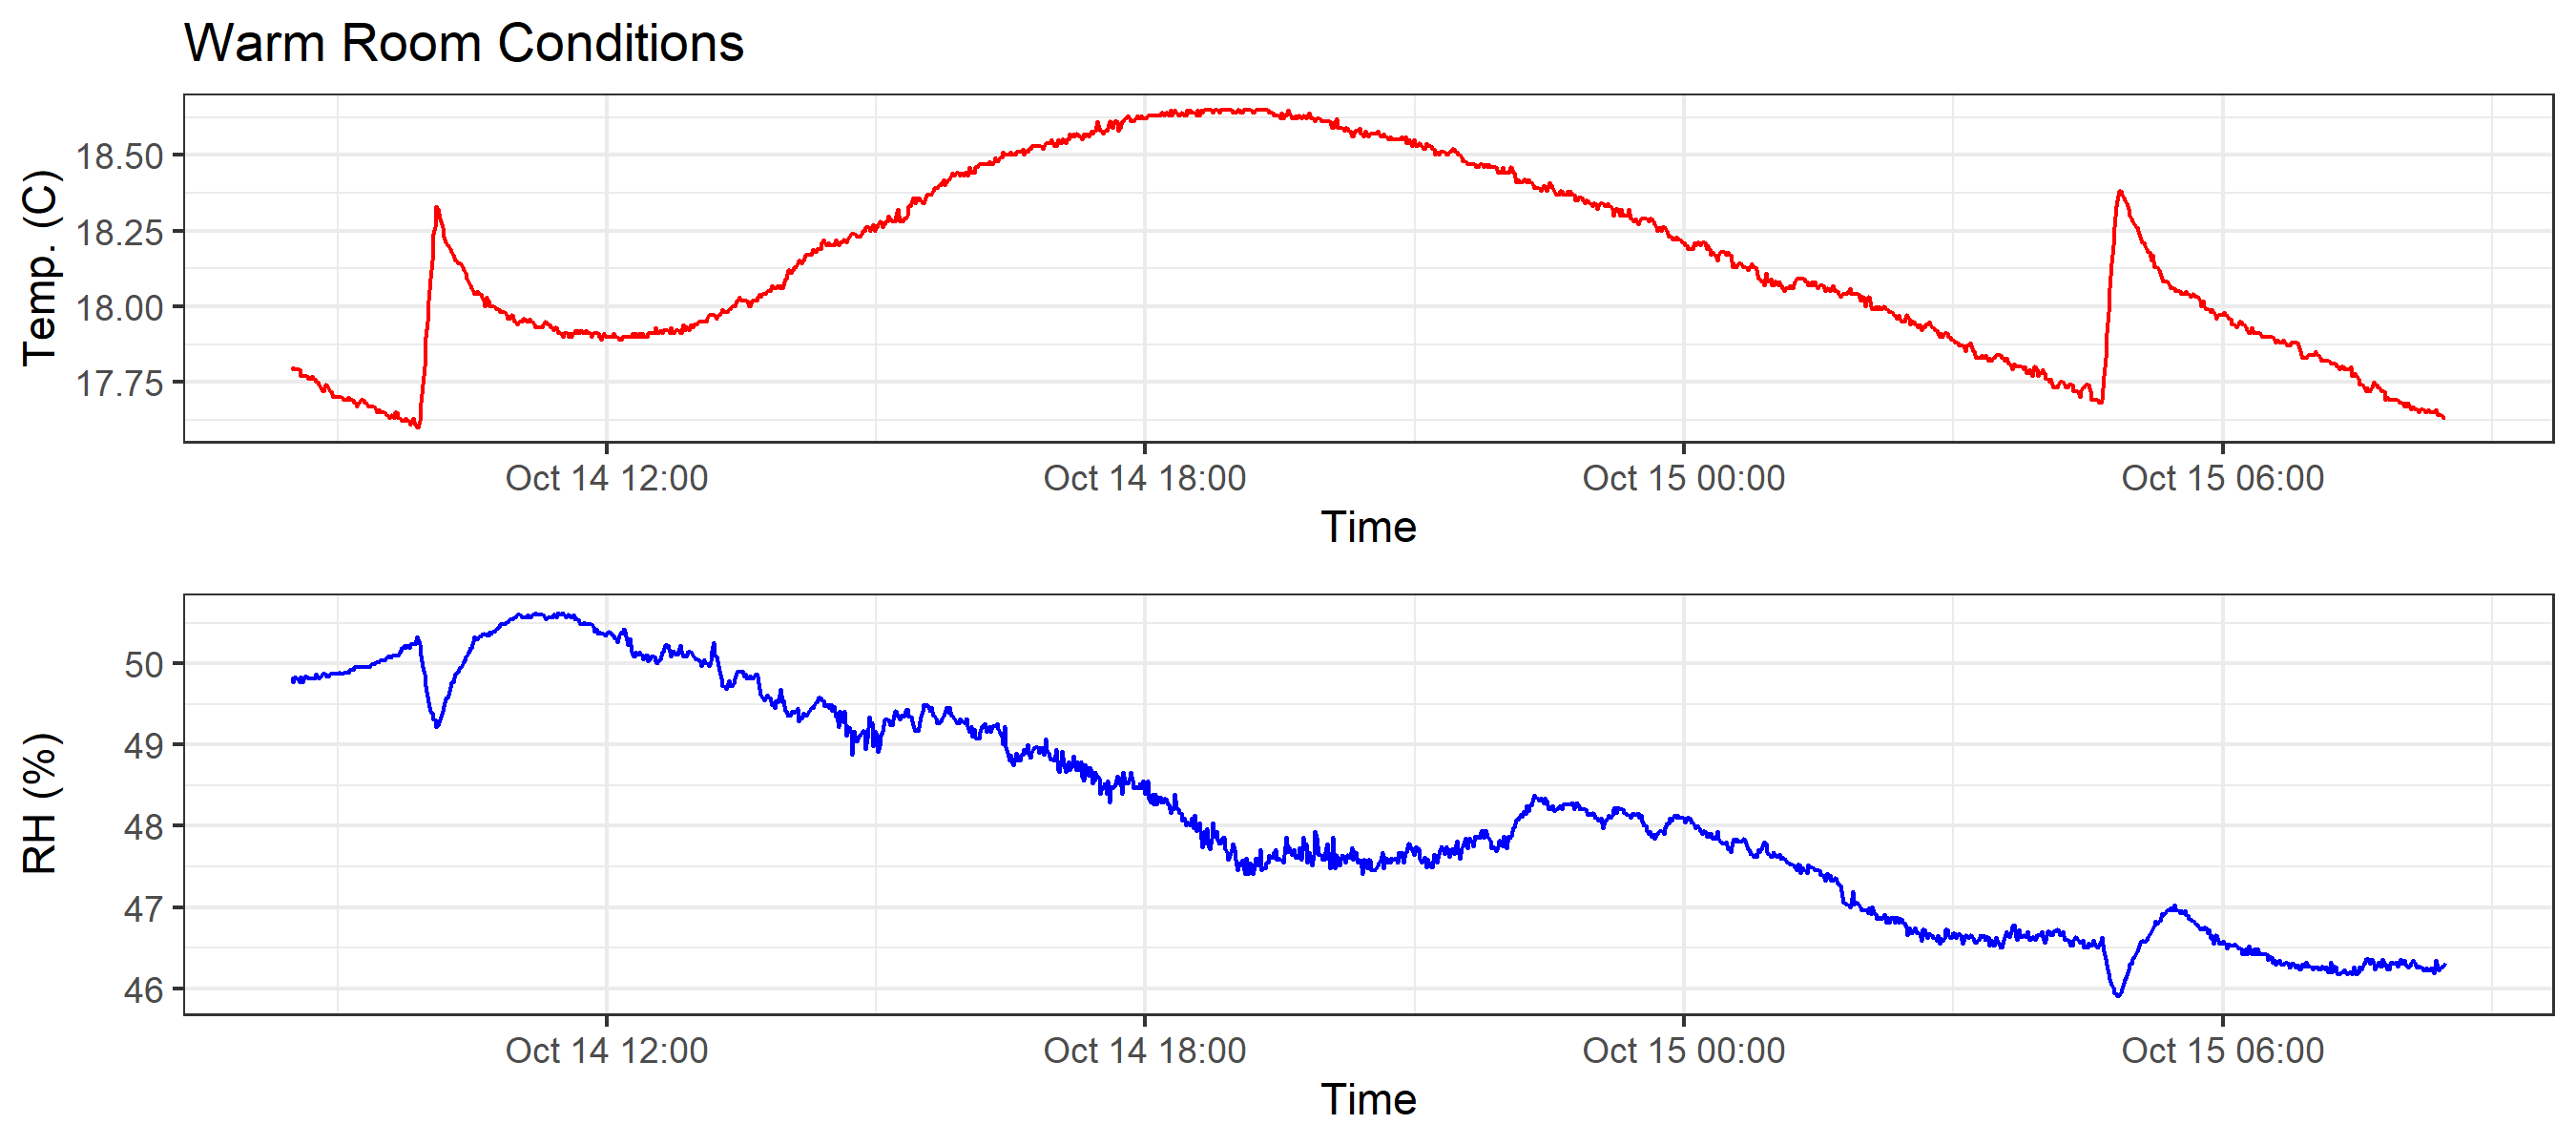 Warm Room Conditions
Temp. (C)
18.50
18.25
18.00
17.75
Oct 14 12:00 Oct 14 18:00 Oct 15 00:00 Oct 15 06:00
Time
RH (%)
50
49
48
47
46
Oct 14 12:00 Oct 14 18:00 Oct 15 00:00 Oct 15 06:00
Time